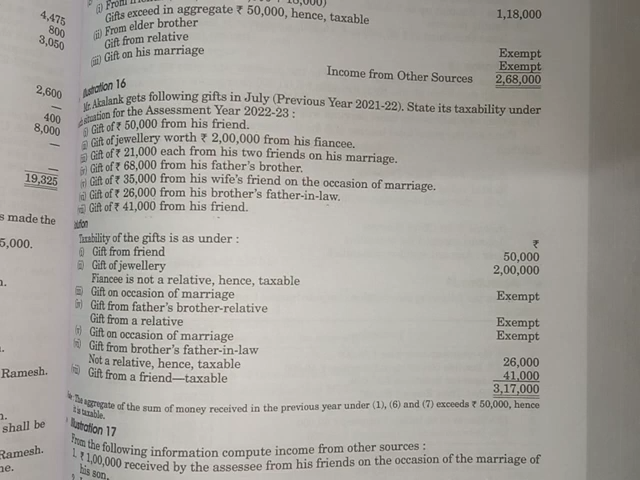 4,475
800
3,050
2,600
—
400
8,000
—
—
19,325
s made the
5,000.
Ramesh.
shall be
Ramesh.
(i) From
Gifts exceed in aggregate ₹ 50,000, hence, taxable 1,18,000
(ii) From elder brother
Gift from relative Exempt
(iii) Gift on his marriage Exempt
Income from Other Sources 2,68,000
Illustration 16
Mr. Akalank gets following gifts in July (Previous Year 2021-22). State its taxability under
situation for the Assessment Year 2022-23 :
(i) Gift of ₹ 50,000 from his friend.
(ii) Gift of jewellery worth ₹ 2,00,000 from his fiancee.
(iii) Gift of ₹ 21,000 each from his two friends on his marriage.
(iv) Gift of ₹ 68,000 from his father's brother.
(v) Gift of ₹ 35,000 from his wife's friend on the occasion of marriage.
(vi) Gift of ₹ 26,000 from his brother's father-in-law.
(vii) Gift of ₹ 41,000 from his friend.
Solution
Taxability of the gifts is as under : ₹
(i) Gift from friend 50,000
(ii) Gift of jewellery 2,00,000
Fiancee is not a relative, hence, taxable
(iii) Gift on occasion of marriage Exempt
(iv) Gift from father's brother-relative
Gift from a relative Exempt
(v) Gift on occasion of marriage Exempt
(vi) Gift from brother's father-in-law
Not a relative, hence, taxable 26,000
(vii) Gift from a friend—taxable 41,000
3,17,000
The aggregate of the sum of money received in the previous year under (1), (6) and (7) exceeds ₹ 50,000, hence
it is taxable.
Illustration 17
From the following information compute income from other sources :
1. ₹ 1,00,000 received by the assessee from his friends on the occasion of the marriage of
his son.